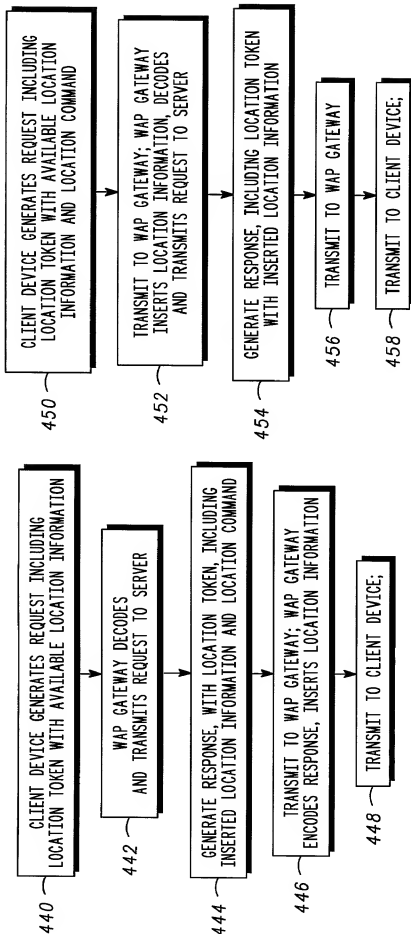 CLIENT DEVICE GENERATES REQUEST INCLUDING
LOCATION TOKEN WITH AVAILABLE LOCATION INFORMATION
440
WAP GATEWAY DECODES
AND TRANSMITS REQUEST TO SERVER
442
GENERATE RESPONSE, WITH LOCATION TOKEN, INCLUDING
INSERTED LOCATION INFORMATION AND LOCATION COMMAND
444
TRANSMIT TO WAP GATEWAY; WAP GATEWAY
ENCODES RESPONSE, INSERTS LOCATION INFORMATION
446
TRANSMIT TO CLIENT DEVICE;
448
CLIENT DEVICE GENERATES REQUEST INCLUDING
LOCATION TOKEN WITH AVAILABLE LOCATION
INFORMATION AND LOCATION COMMAND
450
TRANSMIT TO WAP GATEWAY; WAP GATEWAY
INSERTS LOCATION INFORMATION, DECODES
AND TRANSMITS REQUEST TO SERVER
452
GENERATE RESPONSE, INCLUDING LOCATION TOKEN
WITH INSERTED LOCATION INFORMATION
454
TRANSMIT TO WAP GATEWAY
456
TRANSMIT TO CLIENT DEVICE;
458